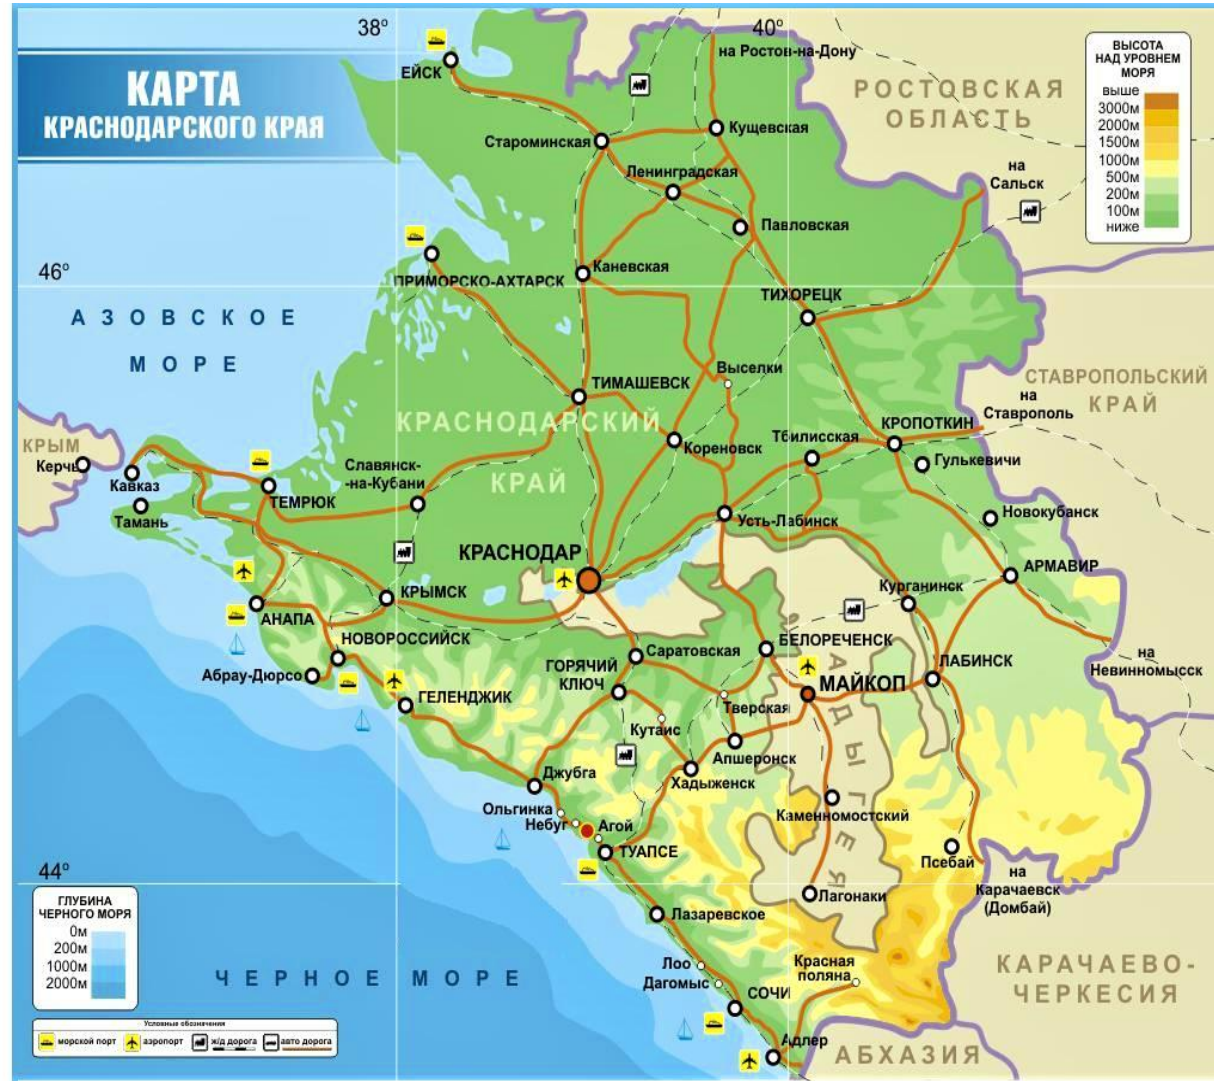 38°
40°
КАРТА
КРАСНОДАРСКОГО КРАЯ
ЕЙСК
на Ростов-на-Дону
ВЫСОТА
НАД УРОВНЕМ
МОРЯ
выше
3000м
2000м
1500м
1000м
500м
200м
100м
ниже
РОСТОВСКАЯ
ОБЛАСТЬ
Староминская
Кущевская
Ленинградская
на
Сальск
Павловская
46°
ПРИМОРСКО-АХТАРСК
Каневская
ТИХОРЕЦК
АЗОВСКОЕ
МОРЕ
Выселки
ТИМАШЕВСК
СТАВРОПОЛЬСКИЙ
КРАЙ
на
Ставрополь
КРАСНОДАРСКИЙ
КРАЙ
КРЫМ
Керчь
Кавказ
Тамань
ТЕМРЮК
Славянск-
-на-Кубани
Кореновск
Тбилисская
КРОПОТКИН
Гулькевичи
Новокубанск
Усть-Лабинск
КРАСНОДАР
АРМАВИР
Курганинск
КРЫМСК
АНАПА
НОВОРОССИЙСК
Абрау-Дюрсо
ГЕЛЕНДЖИК
ГОРЯЧИЙ
КЛЮЧ
Саратовская
БЕЛОРЕЧЕНСК
МАЙКОП
ЛАБИНСК
на
Невинномысск
Тверская
Кутаис
Апшеронск
АДЫГЕЯ
Джубга
Хадыженск
Ольгинка
Небуг
Агой
ТУАПСЕ
Каменномостский
Псебай
на
Карачаевск
(Домбай)
44°
Лагонаки
Лазаревское
ГЛУБИНА
ЧЕРНОГО МОРЯ
0м
200м
1000м
2000м
ЧЕРНОЕ МОРЕ
Лоо
Дагомыс
СОЧИ
Красная
поляна
Адлер
КАРАЧАЕВО-
ЧЕРКЕСИЯ
АБХАЗИЯ
Условные обозначения
морской порт
аэропорт
ж/д дорога
авто дорога